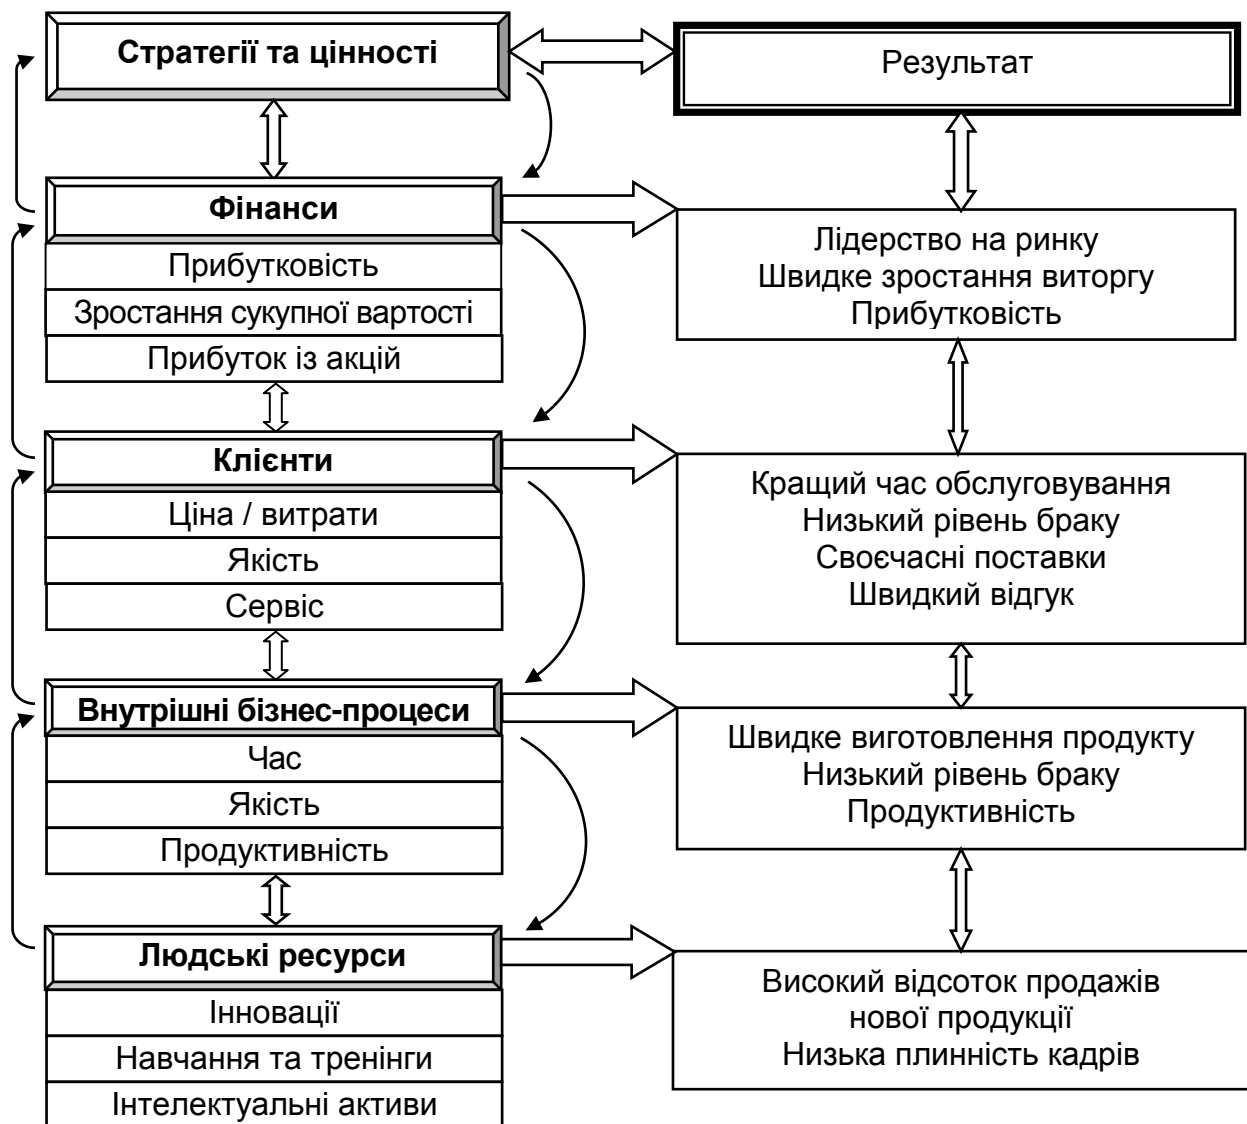 Стратегії та цінності
Результат
Фінанси
Прибутковість
Зростання сукупної вартості
Прибуток із акцій
Лідерство на ринку
Швидке зростання виторгу
Прибутковість
Клієнти
Ціна / витрати
Якість
Сервіс
Кращий час обслуговування
Низький рівень браку
Своєчасні поставки
Швидкий відгук
Внутрішні бізнес-процеси
Час
Якість
Продуктивність
Швидке виготовлення продукту
Низький рівень браку
Продуктивність
Людські ресурси
Інновації
Навчання та тренінги
Інтелектуальні активи
Високий відсоток продажів
нової продукції
Низька плинність кадрів